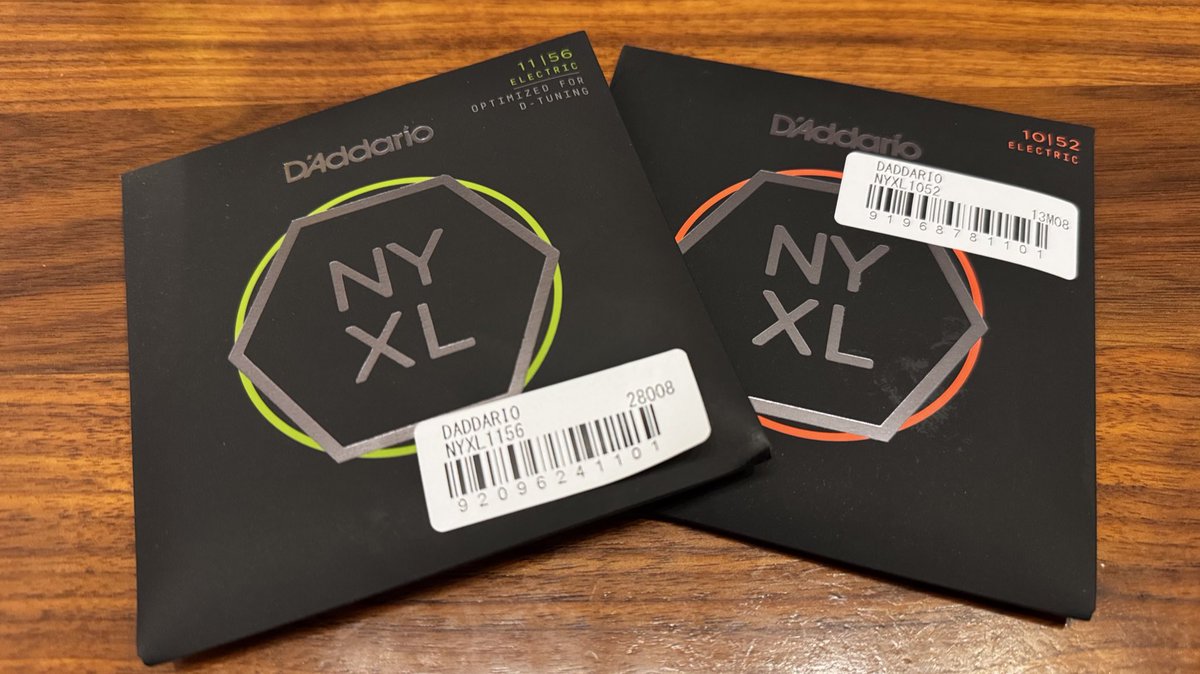 11|56
ELECTRIC
OPTIMIZED FOR
D-TUNING
D'Addario
NY
XL
DADDARIO 28008
NYXL1156
92096241101
D'Addario
10|52
ELECTRIC
DADDARIO
NYXL1052 13M08
91968781101
NY
XL